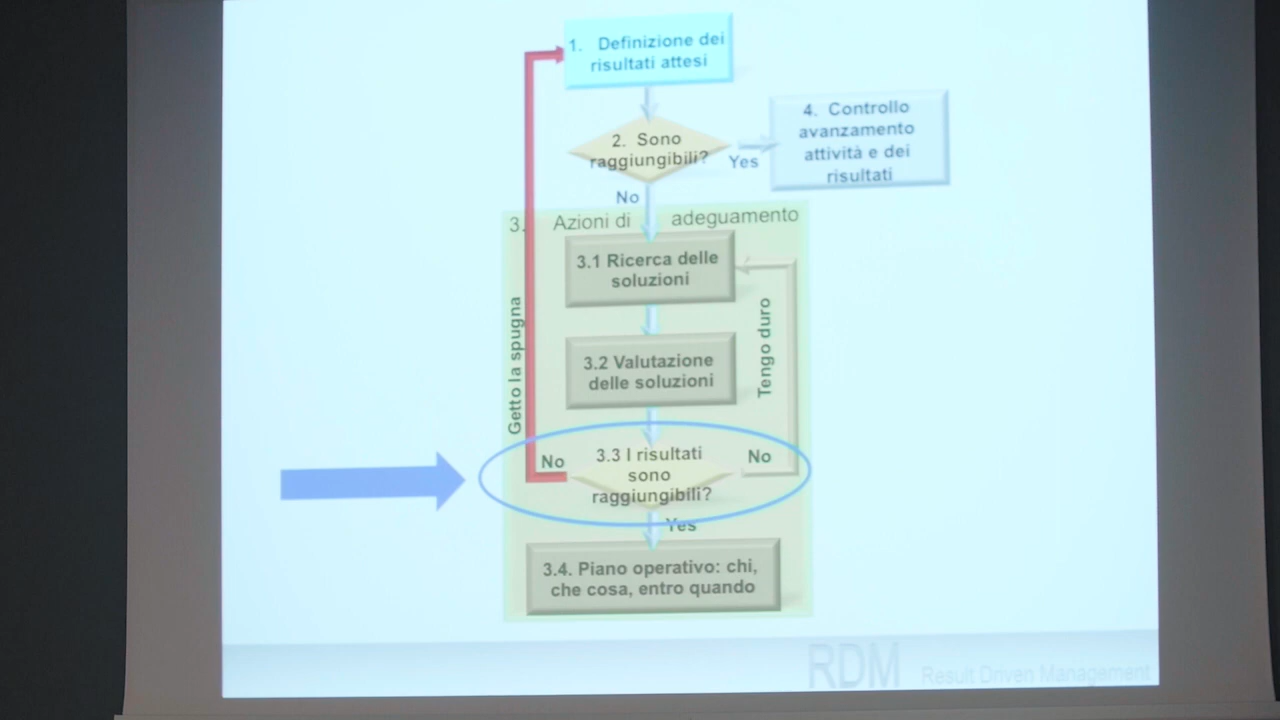 1. Definizione dei
risultati attesi
2. Sono
raggiungibili?
Yes
4. Controllo
avanzamento
attività e dei
risultati
No
3. Azioni di adeguamento
3.1 Ricerca delle
soluzioni
Getto la spugna
Tengo duro
3.2 Valutazione
delle soluzioni
No
3.3 I risultati
sono
raggiungibili?
No
Yes
3.4. Piano operativo: chi,
che cosa, entro quando
RDM Result Driven Management